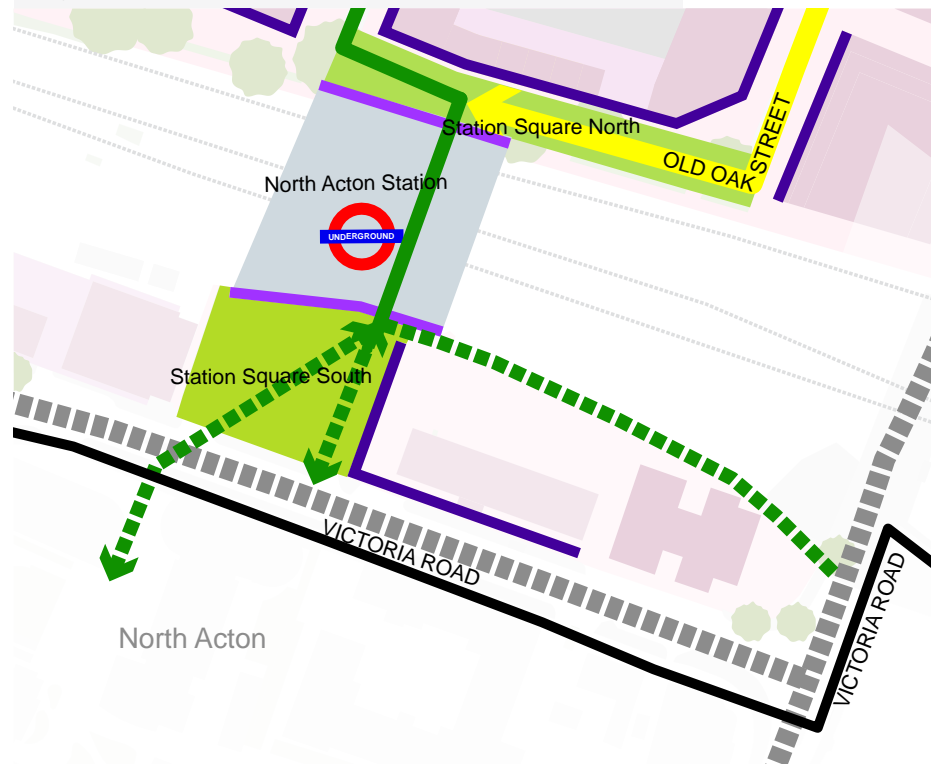 Station Square North
OLD OAK
STREET
North Acton Station
UNDERGROUND
Station Square South
VICTORIA ROAD
VICTORIA ROAD
North Acton